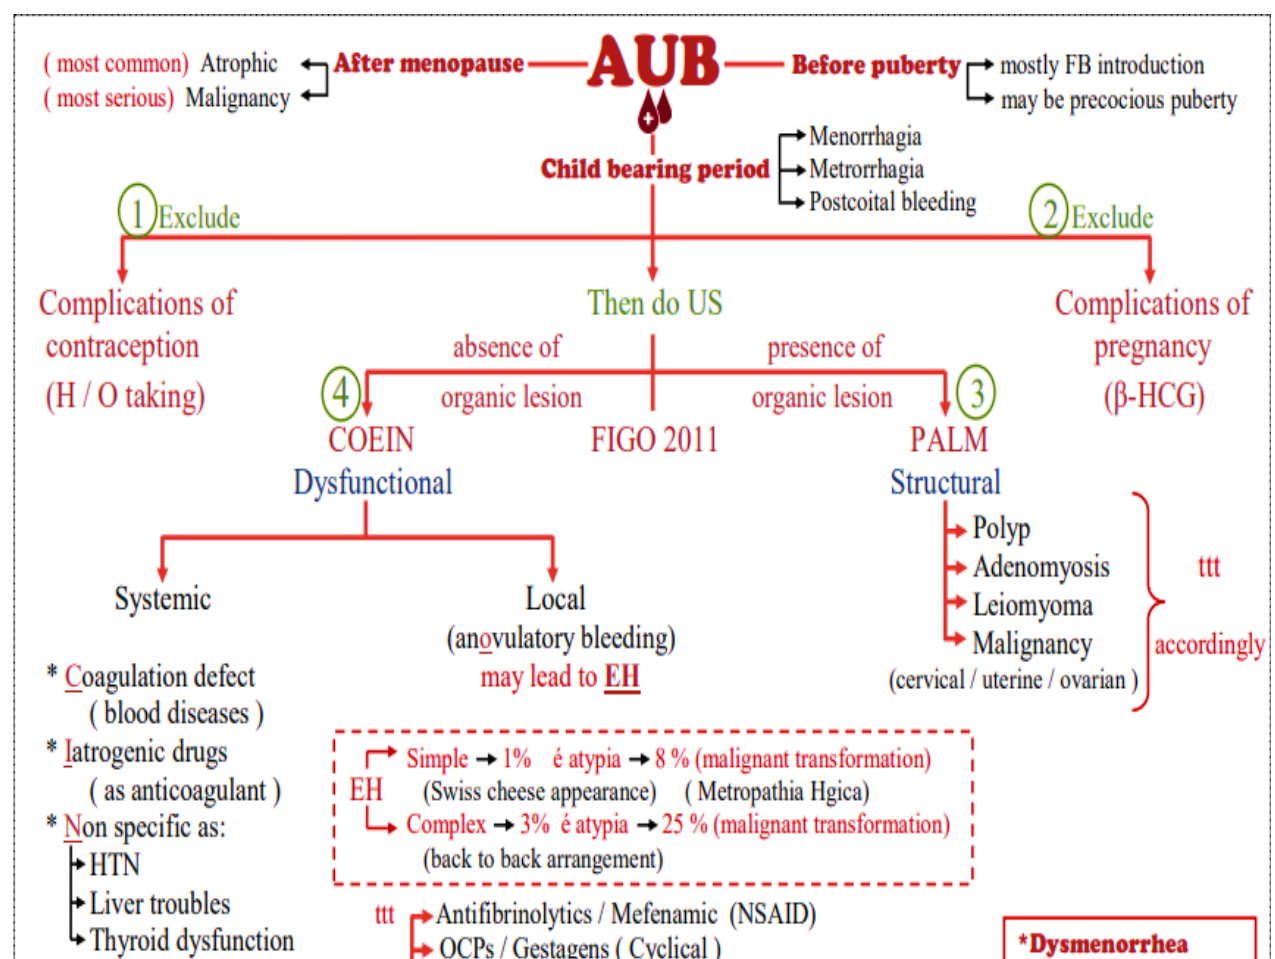 AUB
( most common) Atrophic
( most serious) Malignancy
After menopause
Before puberty
mostly FB introduction
may be precocious puberty
Child bearing period
Menorrhagia
Metrorrhagia
Postcoital bleeding
1 Exclude
2 Exclude
Complications of
contraception
(H / O taking)
Then do US
Complications of
pregnancy
(β-HCG)
absence of
organic lesion
presence of
organic lesion
4
3
COEIN
FIGO 2011
PALM
Dysfunctional
Structural
Polyp
Adenomyosis
Leiomyoma
Malignancy
(cervical / uterine / ovarian )
ttt
accordingly
Systemic
Local
(anovulatory bleeding)
may lead to EH
* Coagulation defect
( blood diseases )
* Iatrogenic drugs
( as anticoagulant )
* Non specific as:
HTN
Liver troubles
Thyroid dysfunction
EH
Simple → 1% é atypia → 8 % (malignant transformation)
(Swiss cheese appearance) ( Metropathia Hgica)
Complex → 3% é atypia → 25 % (malignant transformation)
(back to back arrangement)
ttt
Antifibrinolytics / Mefenamic (NSAID)
OCPs / Gestagens ( Cyclical )
*Dysmenorrhea